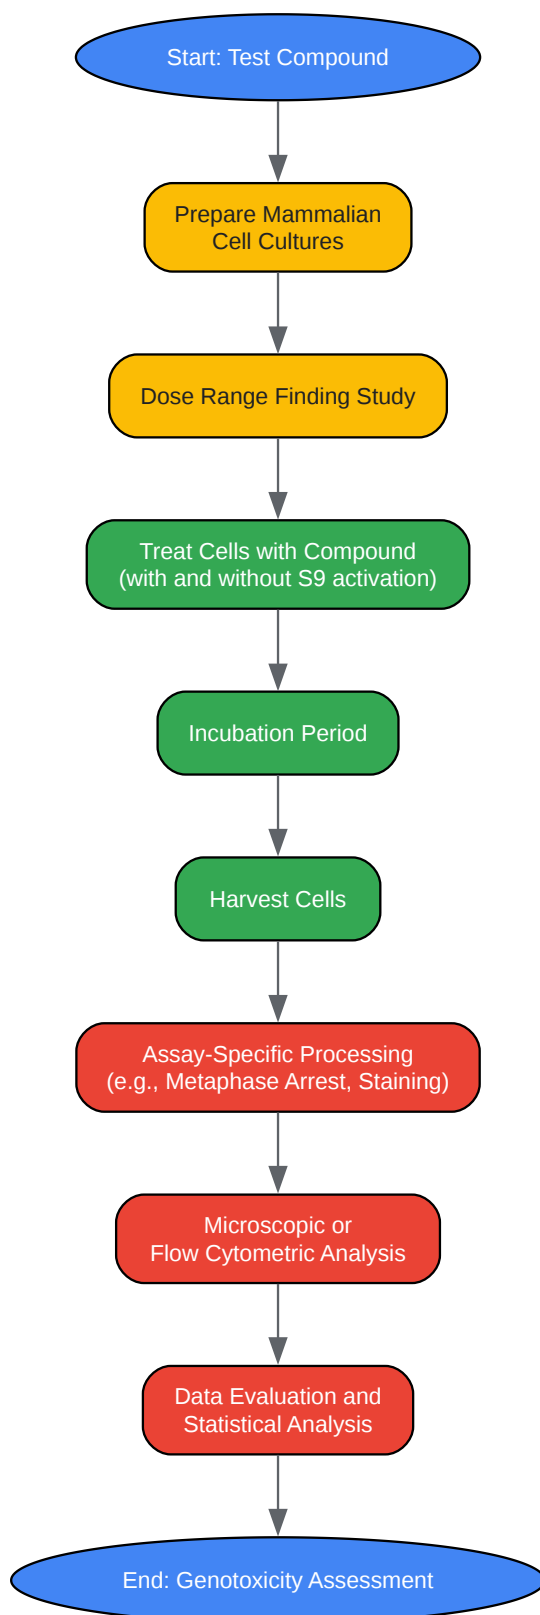 Start: Test Compound
Prepare Mammalian
Cell Cultures
Dose Range Finding Study
Treat Cells with Compound
(with and without S9 activation)
Incubation Period
Harvest Cells
Assay-Specific Processing
(e.g., Metaphase Arrest, Staining)
Microscopic or
Flow Cytometric Analysis
Data Evaluation and
Statistical Analysis
End: Genotoxicity Assessment